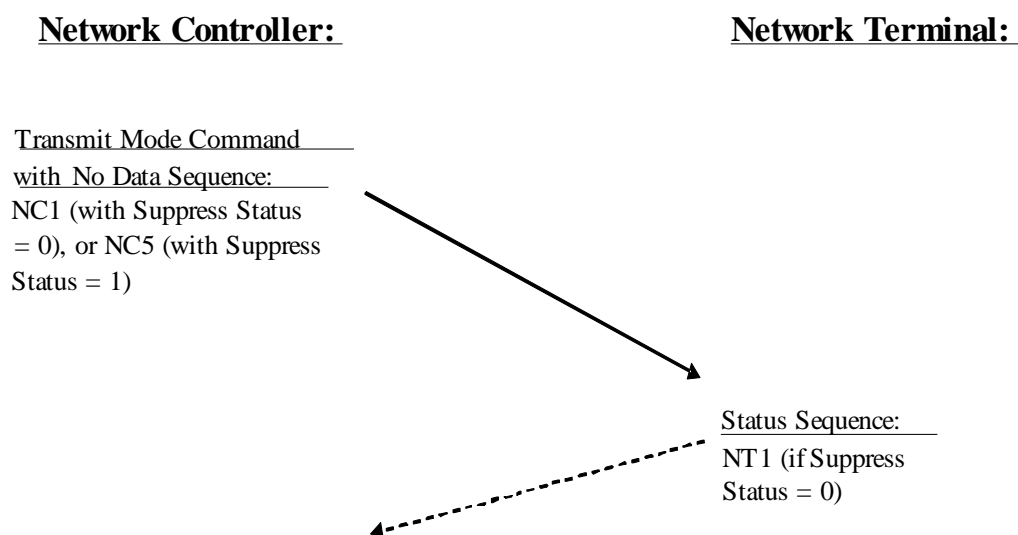 Network Controller:
Network Terminal:
Transmit Mode Command
with No Data Sequence:
NC1 (with Suppress Status
= 0), or NC5 (with Suppress
Status = 1)
Status Sequence:
NT1 (if Suppress
Status = 0)